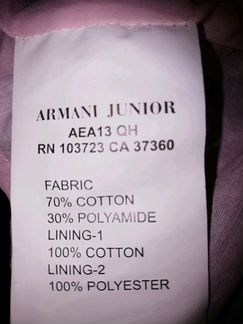 ARMANI JUNIOR
AEA13 QH
RN 103723 CA 37360
FABRIC
70% COTTON
30% POLYAMIDE
LINING-1
100% COTTON
LINING-2
100% POLYESTER